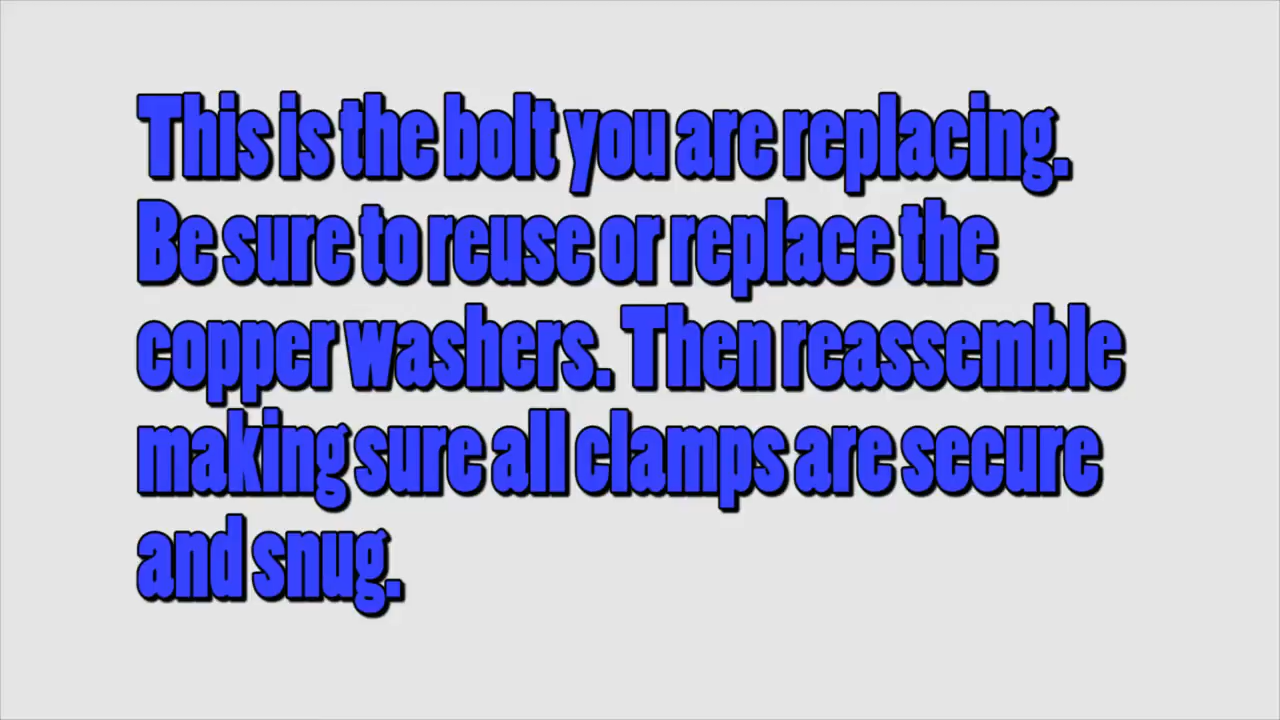 This is the bolt you are replacing.
Be sure to reuse or replace the
copper washers. Then reassemble
making sure all clamps are secure
and snug.